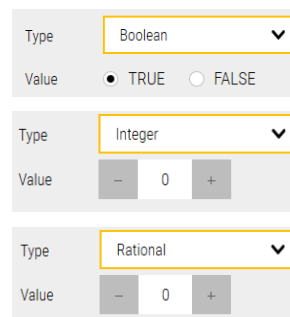 Type Boolean
Value TRUE FALSE
Type Integer
Value – 0 +
Type Rational
Value – 0 +